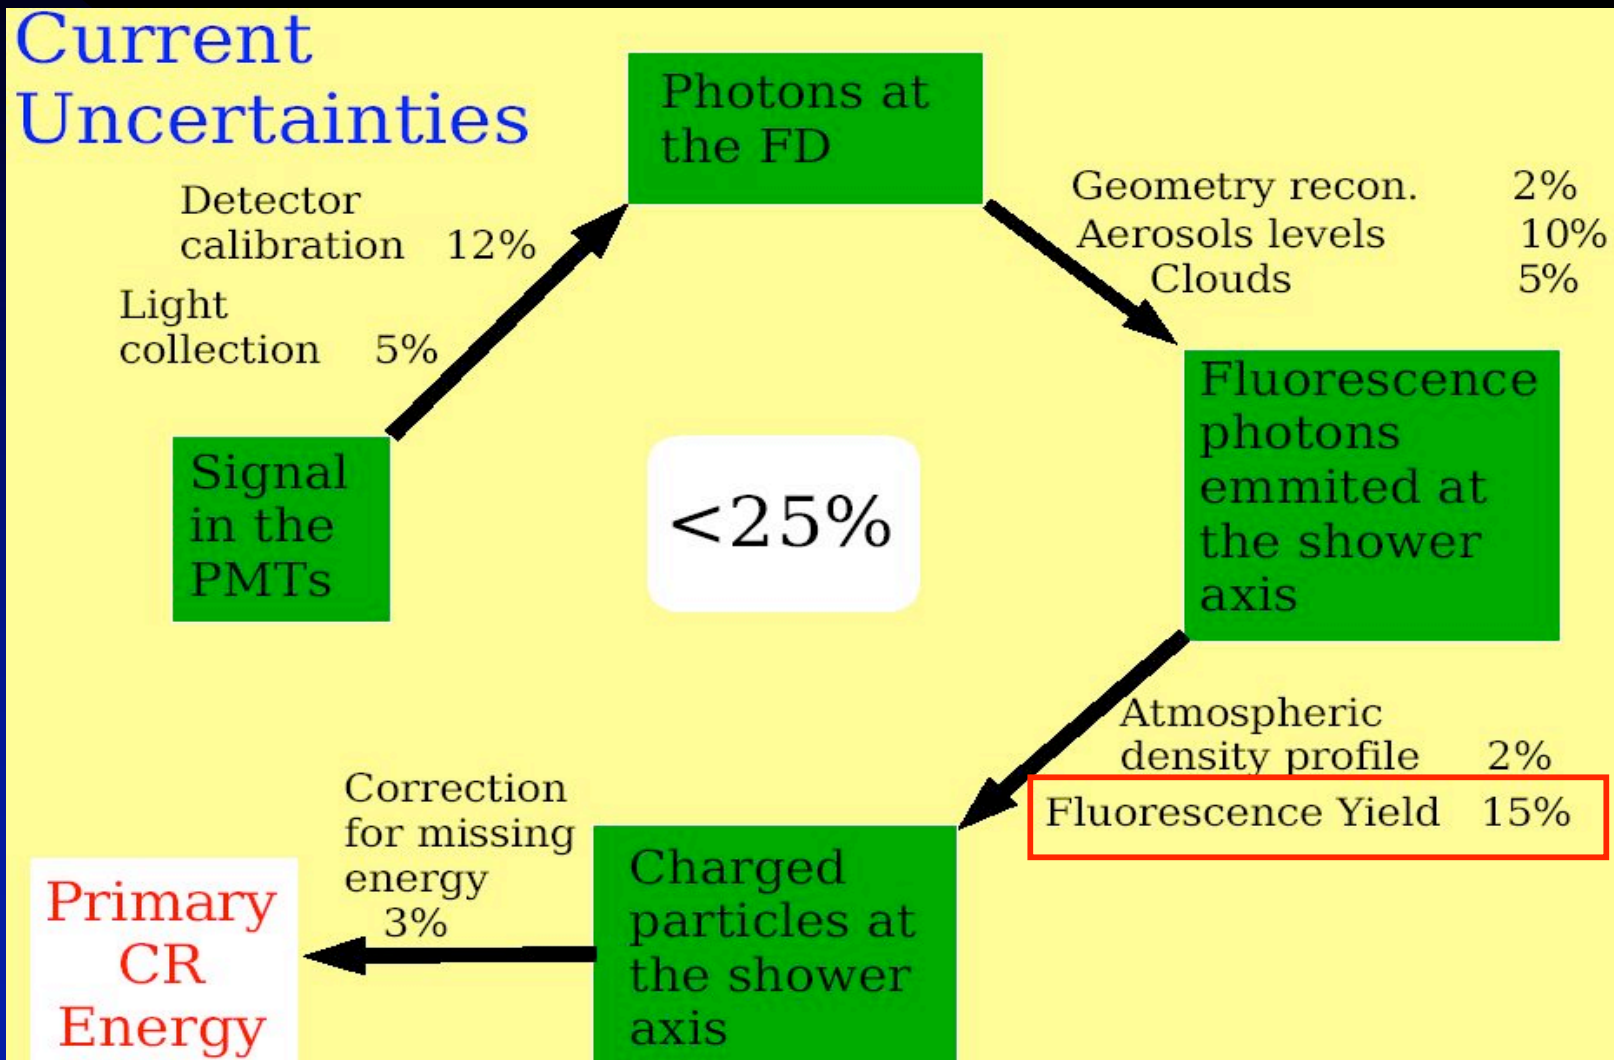 Current
Uncertainties
Photons at
the FD
Detector
calibration 12%
Light
collection 5%
Geometry recon. 2%
Aerosols levels 10%
Clouds 5%
Signal
in the
PMTs
<25%
Fluorescence
photons
emmited at
the shower
axis
Atmospheric
density profile 2%
Fluorescence Yield 15%
Correction
for missing
energy
3%
Charged
particles at
the shower
axis
Primary
CR
Energy